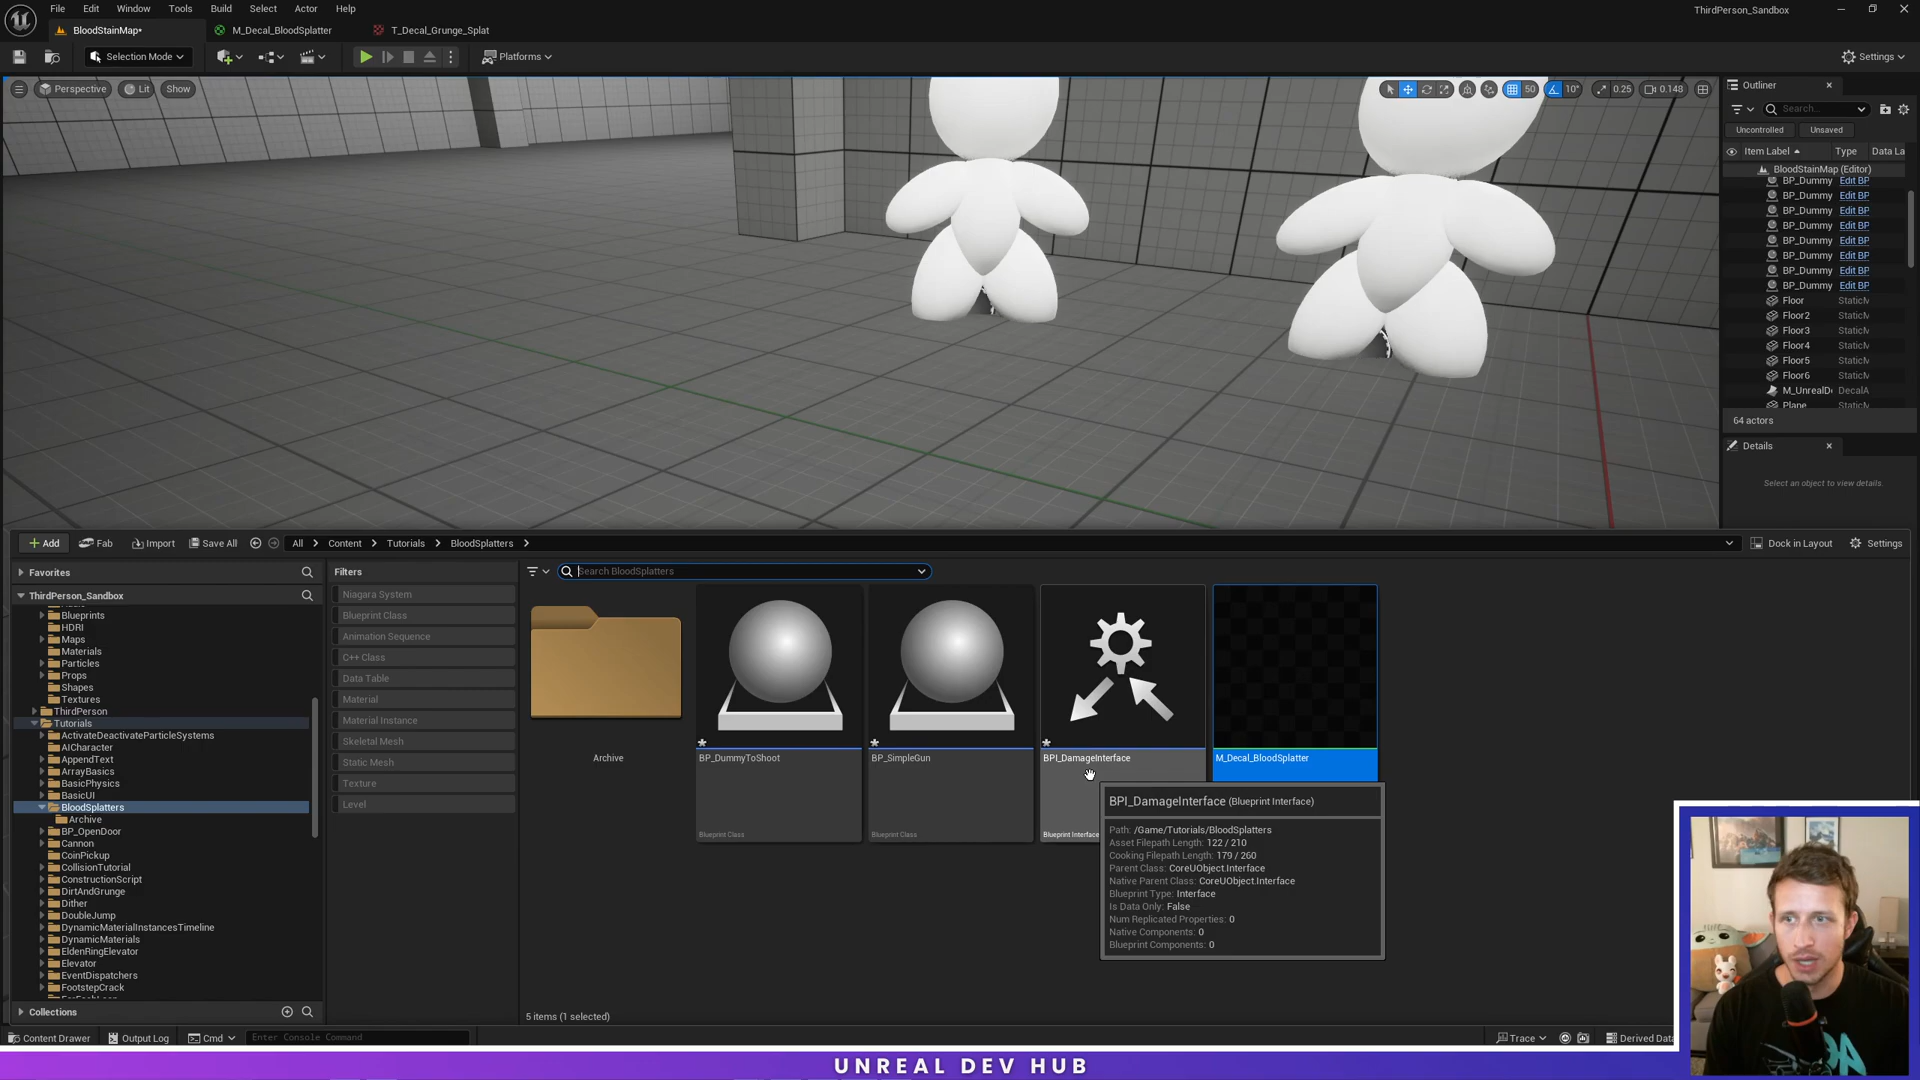 File Edit Window Tools Build Select Actor Help
ThirdPerson_Sandbox
BloodStainMap•
M_Decal_BloodSplatter
T_Decal_Grunge_Splat
Selection Mode
Platforms
Settings
Perspective
Lit
Show
50
10°
0.25
0.148
Outliner
Search...
Uncontrolled
Unsaved
Item Label
Type
Data La
BloodStainMap (Editor)
BP_Dummy Edit BP
BP_Dummy Edit BP
BP_Dummy Edit BP
BP_Dummy Edit BP
BP_Dummy Edit BP
BP_Dummy Edit BP
BP_Dummy Edit BP
BP_Dummy Edit BP
Floor StaticM
Floor2 StaticM
Floor3 StaticM
Floor4 StaticM
Floor5 StaticM
Floor6 StaticM
M_UnrealD DecalA
Plane
64 actors
Details
Select an object to view details.
Add
Fab
Import
Save All
All
Content
Tutorials
BloodSplatters
Dock in Layout
Settings
Favorites
ThirdPerson_Sandbox
Blueprints
HDRI
Maps
Materials
Particles
Props
Shapes
Textures
ThirdPerson
Tutorials
ActivateDeactivateParticleSystems
AICharacter
AppendText
ArrayBasics
BasicPhysics
BasicUI
BloodSplatters
Archive
BP_OpenDoor
Cannon
CoinPickup
CollisionTutorial
ConstructionScript
DirtAndGrunge
Dither
DoubleJump
DynamicMaterialInstancesTimeline
DynamicMaterials
EldenRingElevator
Elevator
EventDispatchers
FootstepCrack
Collections
Filters
Niagara System
Blueprint Class
Animation Sequence
C++ Class
Data Table
Material
Material Instance
Skeletal Mesh
Static Mesh
Texture
Level
Search BloodSplatters
Archive
BP_DummyToShoot
Blueprint Class
BP_SimpleGun
Blueprint Class
BPI_DamageInterface
Blueprint Interface
M_Decal_BloodSplatter
BPI_DamageInterface (Blueprint Interface)
Path: /Game/Tutorials/BloodSplatters
Asset Filepath Length: 122 / 210
Cooking Filepath Length: 179 / 260
Parent Class: CoreUObject.Interface
Native Parent Class: CoreUObject.Interface
Blueprint Type: Interface
Is Data Only: False
Num Replicated Properties: 0
Native Components: 0
Blueprint Components: 0
5 items (1 selected)
Content Drawer
Output Log
Cmd
Enter Console Command
Trace
Derived Data
UNREAL DEV HUB